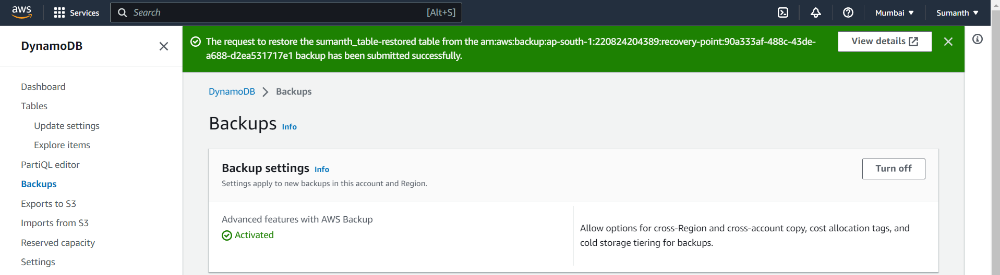 aws Services Search [Alt+S] Mumbai Sumanth
DynamoDB
The request to restore the sumanth_table-restored table from the arn:aws:backup:ap-south-1:220824204389:recovery-point:90a333af-488c-43de-
a688-d2ea531717e1 backup has been submitted successfully.
View details
Dashboard
Tables
Update settings
Explore items
PartiQL editor
Backups
Exports to S3
Imports from S3
Reserved capacity
Settings
DynamoDB Backups
Backups Info
Backup settings Info
Settings apply to new backups in this account and Region.
Turn off
Advanced features with AWS Backup
Activated
Allow options for cross-Region and cross-account copy, cost allocation tags, and
cold storage tiering for backups.